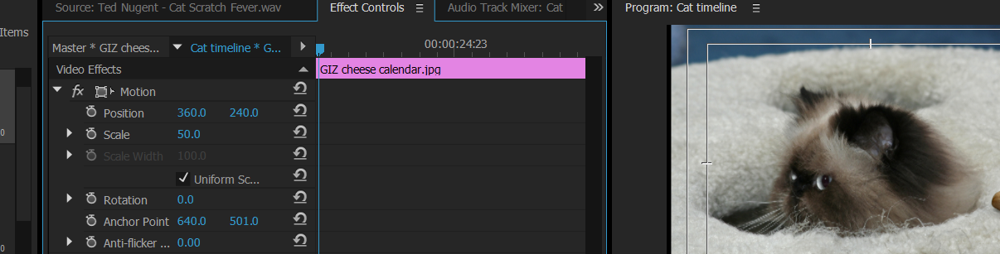 Source: Ted Nugent - Cat Scratch Fever.wav
Effect Controls
Audio Track Mixer: Cat
Program: Cat timeline
Items
Master * GIZ chees...
Cat timeline * G...
00:00:24:23
Video Effects
GIZ cheese calendar.jpg
fx Motion
Position 360.0 240.0
Scale 50.0
Scale Width 100.0
Uniform Sc...
Rotation 0.0
Anchor Point 640.0 501.0
Anti-flicker ... 0.00